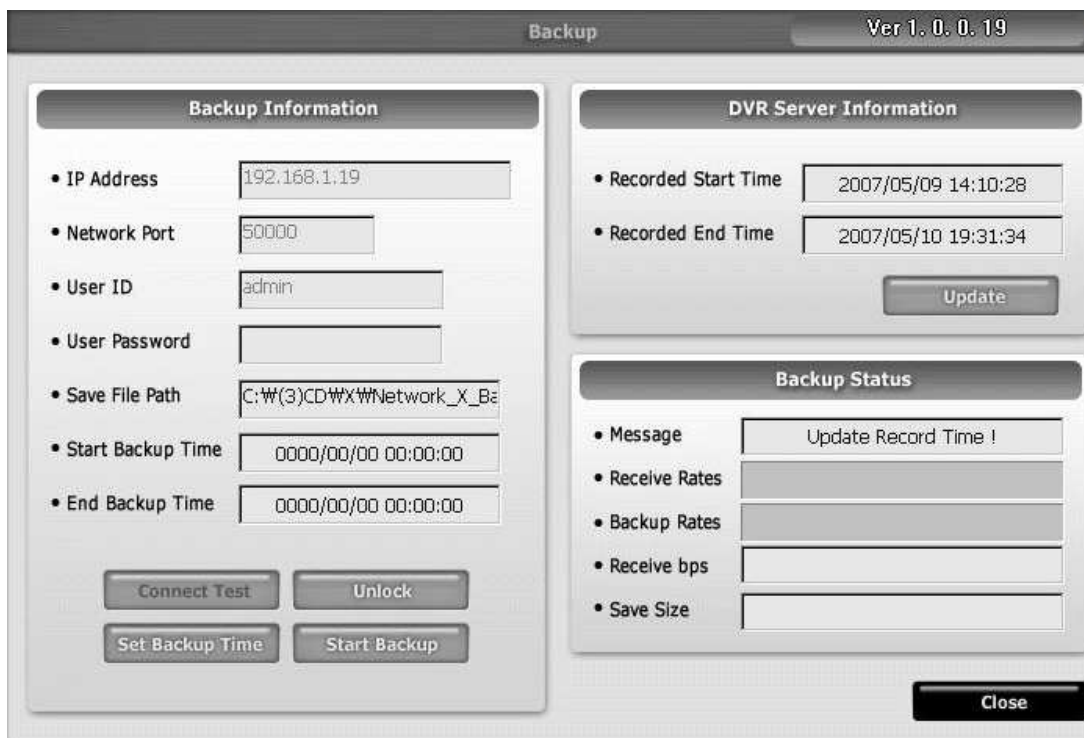 Backup
Ver 1. 0. 0. 19
Backup Information
• IP Address 192.168.1.19
• Network Port 50000
• User ID admin
• User Password
• Save File Path C:₩(3)CD₩X₩Network_X_Ba
• Start Backup Time 0000/00/00 00:00:00
• End Backup Time 0000/00/00 00:00:00
Connect Test Unlock
Set Backup Time Start Backup
DVR Server Information
• Recorded Start Time 2007/05/09 14:10:28
• Recorded End Time 2007/05/10 19:31:34
Update
Backup Status
• Message Update Record Time !
• Receive Rates
• Backup Rates
• Receive bps
• Save Size
Close